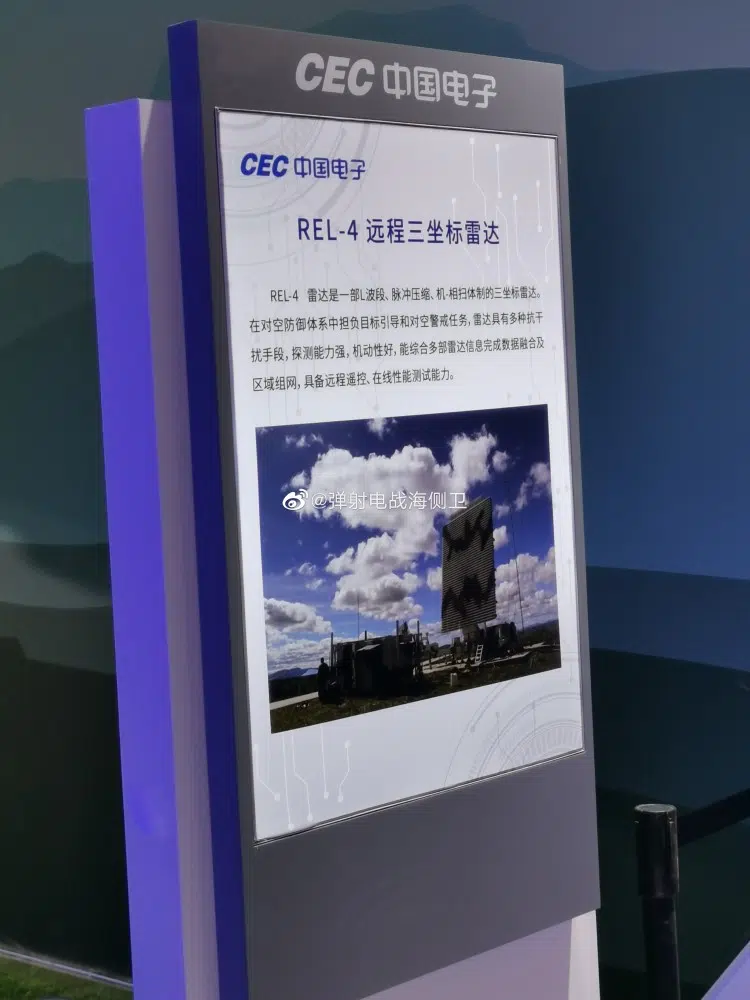 CEC 中国电子
CEC 中国电子
REL-4 远程三坐标雷达
REL-4 雷达是一部L波段、脉冲压缩、机-相扫体制的三坐标雷达。
在对空防御体系中担负目标引导和对空警戒任务,雷达具有多种抗干
扰手段,探测能力强,机动性好,能综合多部雷达信息完成数据融合及
区域组网,具备远程遥控、在线性能测试能力。
@弹射电战海侧卫